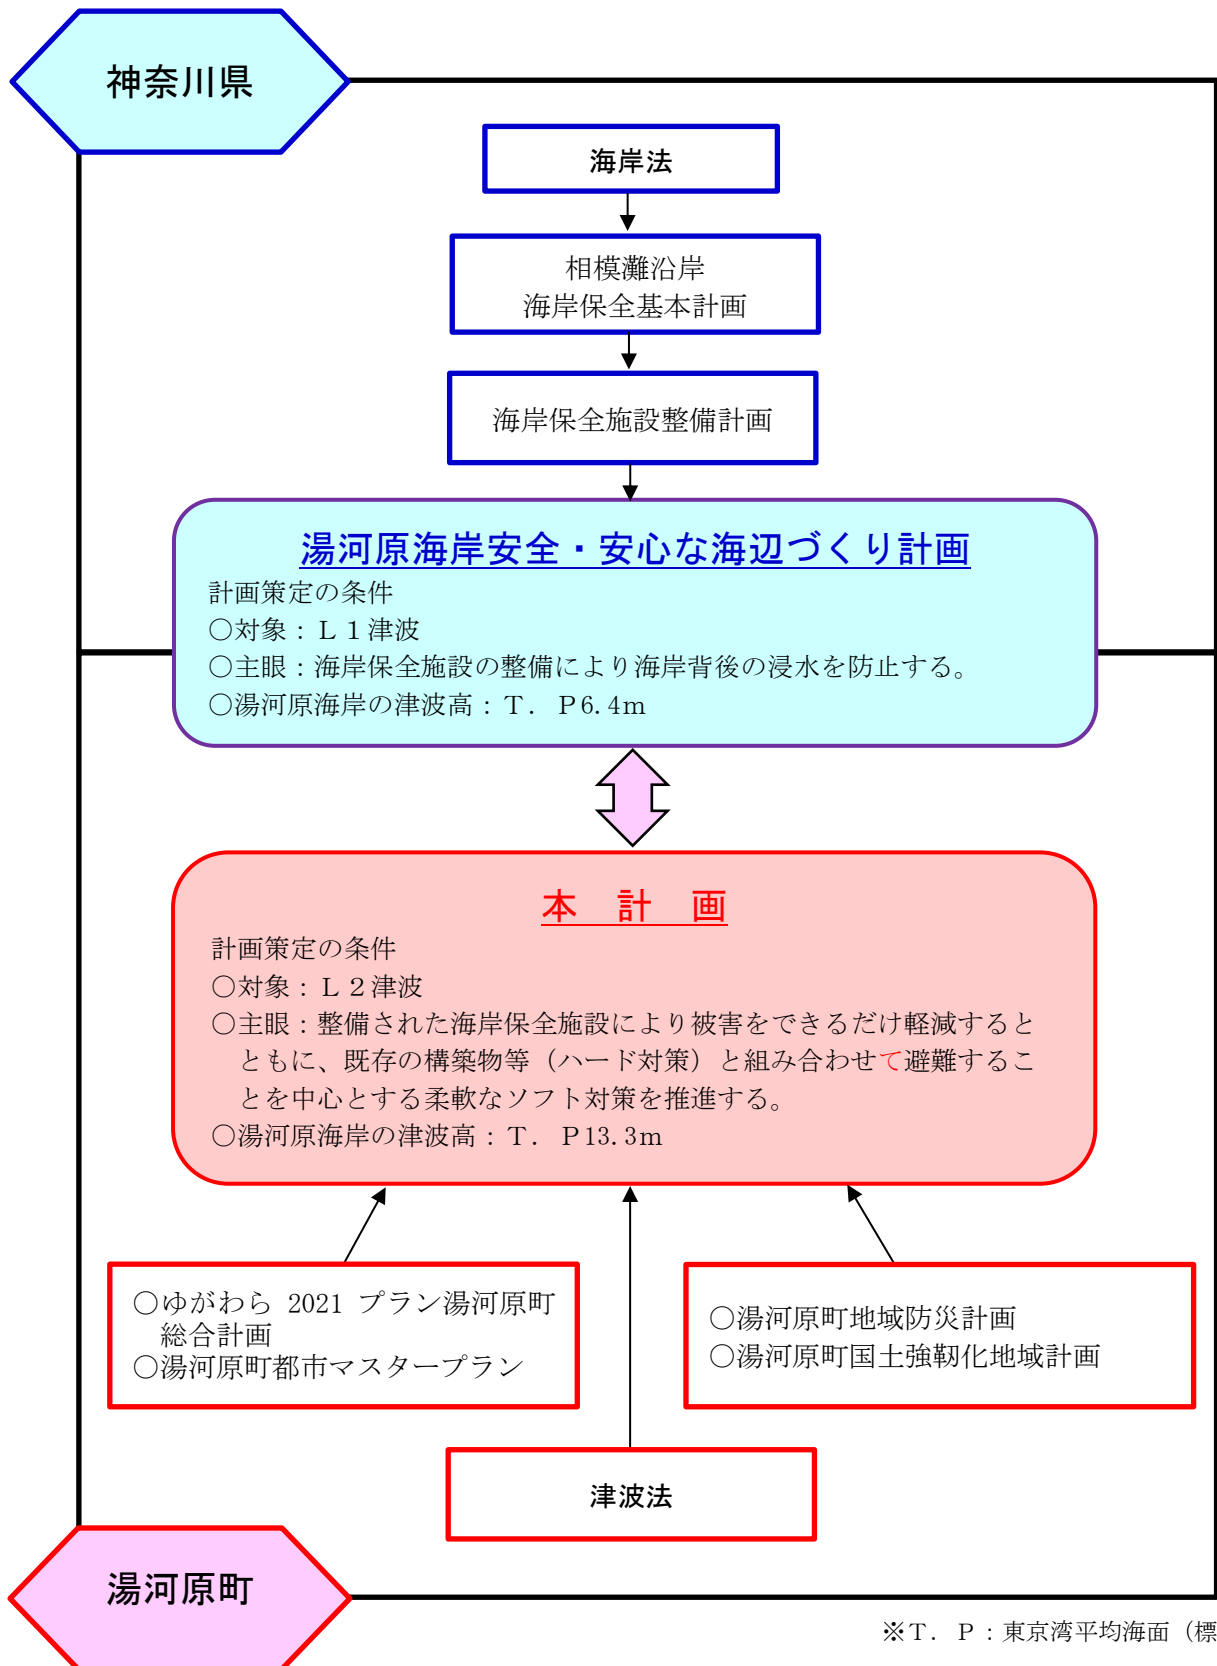 神奈川県
海岸法
相模灘沿岸
海岸保全基本計画
海岸保全施設整備計画
湯河原海岸安全・安心な海辺づくり計画
計画策定の条件
○対象：Ｌ１津波
○主眼：海岸保全施設の整備により海岸背後の浸水を防止する。
○湯河原海岸の津波高：Ｔ．Ｐ6.4m
本　計　画
計画策定の条件
○対象：Ｌ２津波
○主眼：整備された海岸保全施設により被害をできるだけ軽減すると
ともに、既存の構築物等（ハード対策）と組み合わせて避難するこ
とを中心とする柔軟なソフト対策を推進する。
○湯河原海岸の津波高：Ｔ．Ｐ13.3m
○ゆがわら 2021 プラン湯河原町
総合計画
○湯河原町都市マスタープラン
○湯河原町地域防災計画
○湯河原町国土強靭化地域計画
津波法
湯河原町
※Ｔ．Ｐ：東京湾平均海面（標